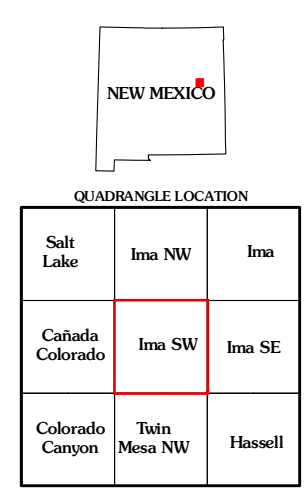 NEW MEXICO
QUADRANGLE LOCATION
Salt
Lake
Ima NW
Ima
Cañada
Colorado
Ima SW
Ima SE
Colorado
Canyon
Twin
Mesa NW
Hassell